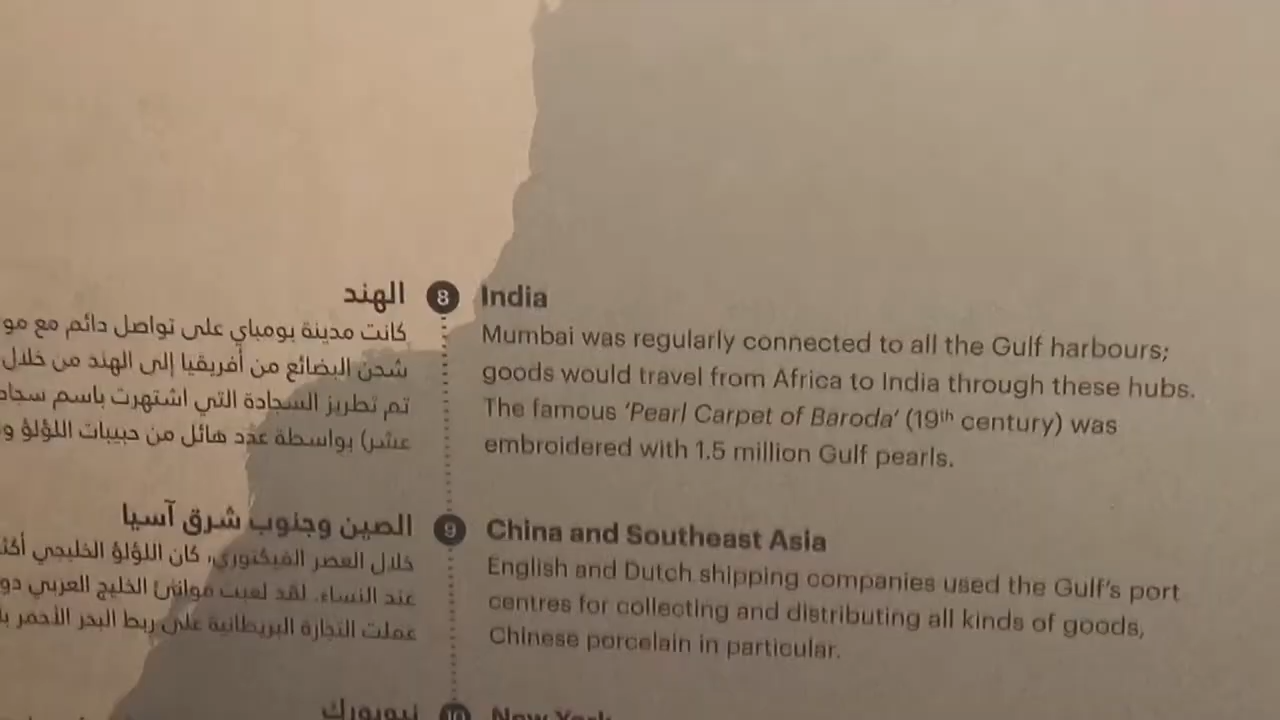 الهند
كانت مدينة بومباي على تواصل دائم مع
شحن البضائع من أفريقيا إلى الهند من خلال
تم تطريز السجادة التي اشتهرت باسم
عشر) بواسطة عدد هائل من حبيبات اللؤلؤ
8
India
Mumbai was regularly connected to all the Gulf harbours;
goods would travel from Africa to India through these hubs.
The famous ‘Pearl Carpet of Baroda’ (19th century) was
embroidered with 1.5 million Gulf pearls.
الصين وجنوب شرق آسيا
خلال العصر الفيكتوري، كان اللؤلؤ الخليجي
عند النساء. لقد لعبت موانئ الخليج العربي
عملت التجارة البريطانية على ربط البحر الأحمر
9
China and Southeast Asia
English and Dutch shipping companies used the Gulf’s port
centres for collecting and distributing all kinds of goods,
Chinese porcelain in particular.
نيويورك
10
New York